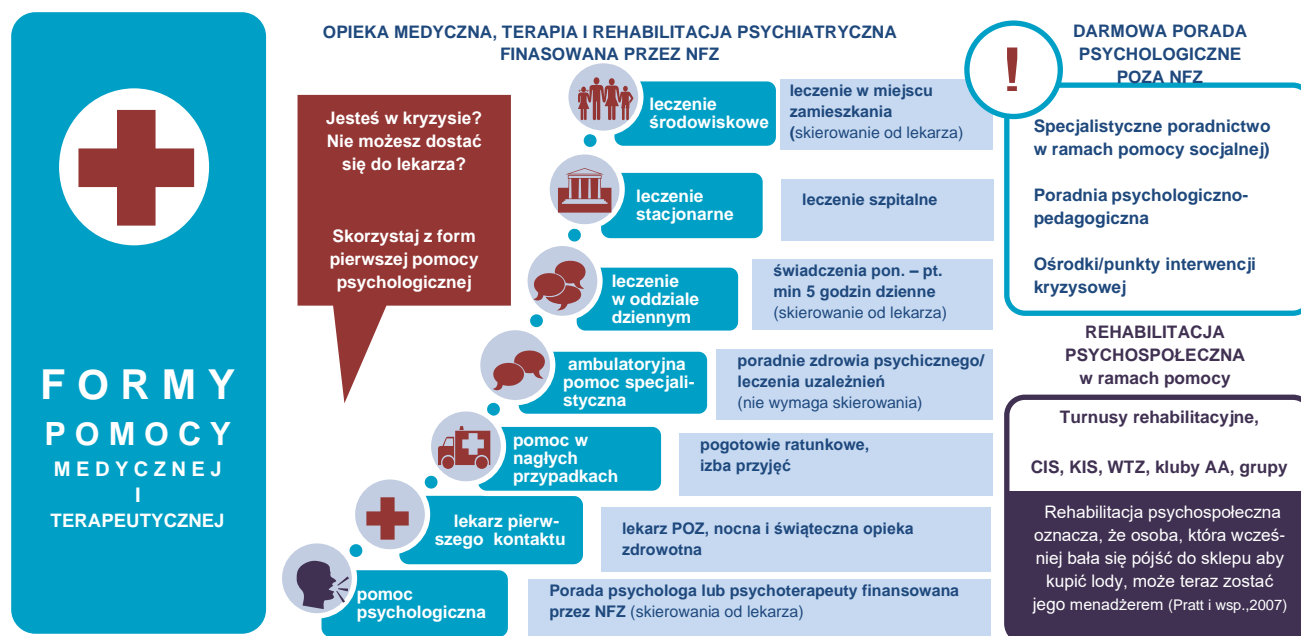 FORMY
POMOCY
MEDYCZNEJ
I
TERAPEUTYCZNEJ
OPIEKA MEDYCZNA, TERAPIA I REHABILITACJA PSYCHIATRYCZNA
FINASOWANA PRZEZ NFZ
Jesteś w kryzysie?
Nie możesz dostać
się do lekarza?
Skorzystaj z form
pierwszej pomocy
psychologicznej
leczenie
środowiskowe
leczenie w miejscu
zamieszkania
(skierowanie od lekarza)
leczenie
stacjonarne
leczenie szpitalne
leczenie
w oddziale
dziennym
świadczenia pon. – pt.
min 5 godzin dzienne
(skierowanie od lekarza)
ambulatoryjna
pomoc specjali-
styczna
poradnie zdrowia psychicznego/
leczenia uzależnień
(nie wymaga skierowania)
pomoc w
nagłych
przypadkach
pogotowie ratunkowe,
izba przyjęć
lekarz pierw-
szego kontaktu
lekarz POZ, nocna i świąteczna opieka
zdrowotna
pomoc
psychologiczna
Porada psychologa lub psychoterapeuty finansowana
przez NFZ (skierowania od lekarza)
!
DARMOWA PORADA
PSYCHOLOGICZNE
POZA NFZ
Specjalistyczne poradnictwo
w ramach pomocy socjalnej)
Poradnia psychologiczno-
pedagogiczna
Ośrodki/punkty interwencji
kryzysowej
REHABILITACJA
PSYCHOSPOŁECZNA
w ramach pomocy
Turnusy rehabilitacyjne,
CIS, KIS, WTZ, kluby AA, grupy
Rehabilitacja psychospołeczna
oznacza, że osoba, która wcześ-
niej bała się pójść do sklepu aby
kupić lody, może teraz zostać
jego menadżerem (Pratt i wsp.,2007)